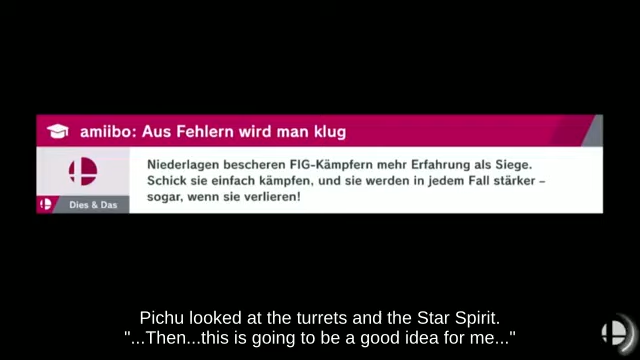 amiibo: Aus Fehlern wird man klug
Niederlagen bescheren FIG-Kämpfern mehr Erfahrung als Siege.
Schick sie einfach kämpfen, und sie werden in jedem Fall stärker –
sogar, wenn sie verlieren!
Dies & Das
Pichu looked at the turrets and the Star Spirit.
"...Then...this is going to be a good idea for me..."